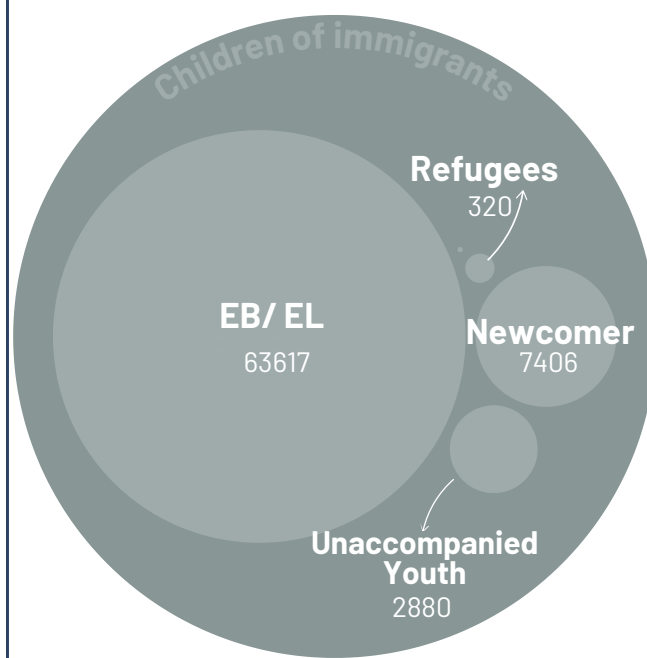 Children of immigrants
Refugees
320
EB/ EL
63617
Newcomer
7406
Unaccompanied
Youth
2880